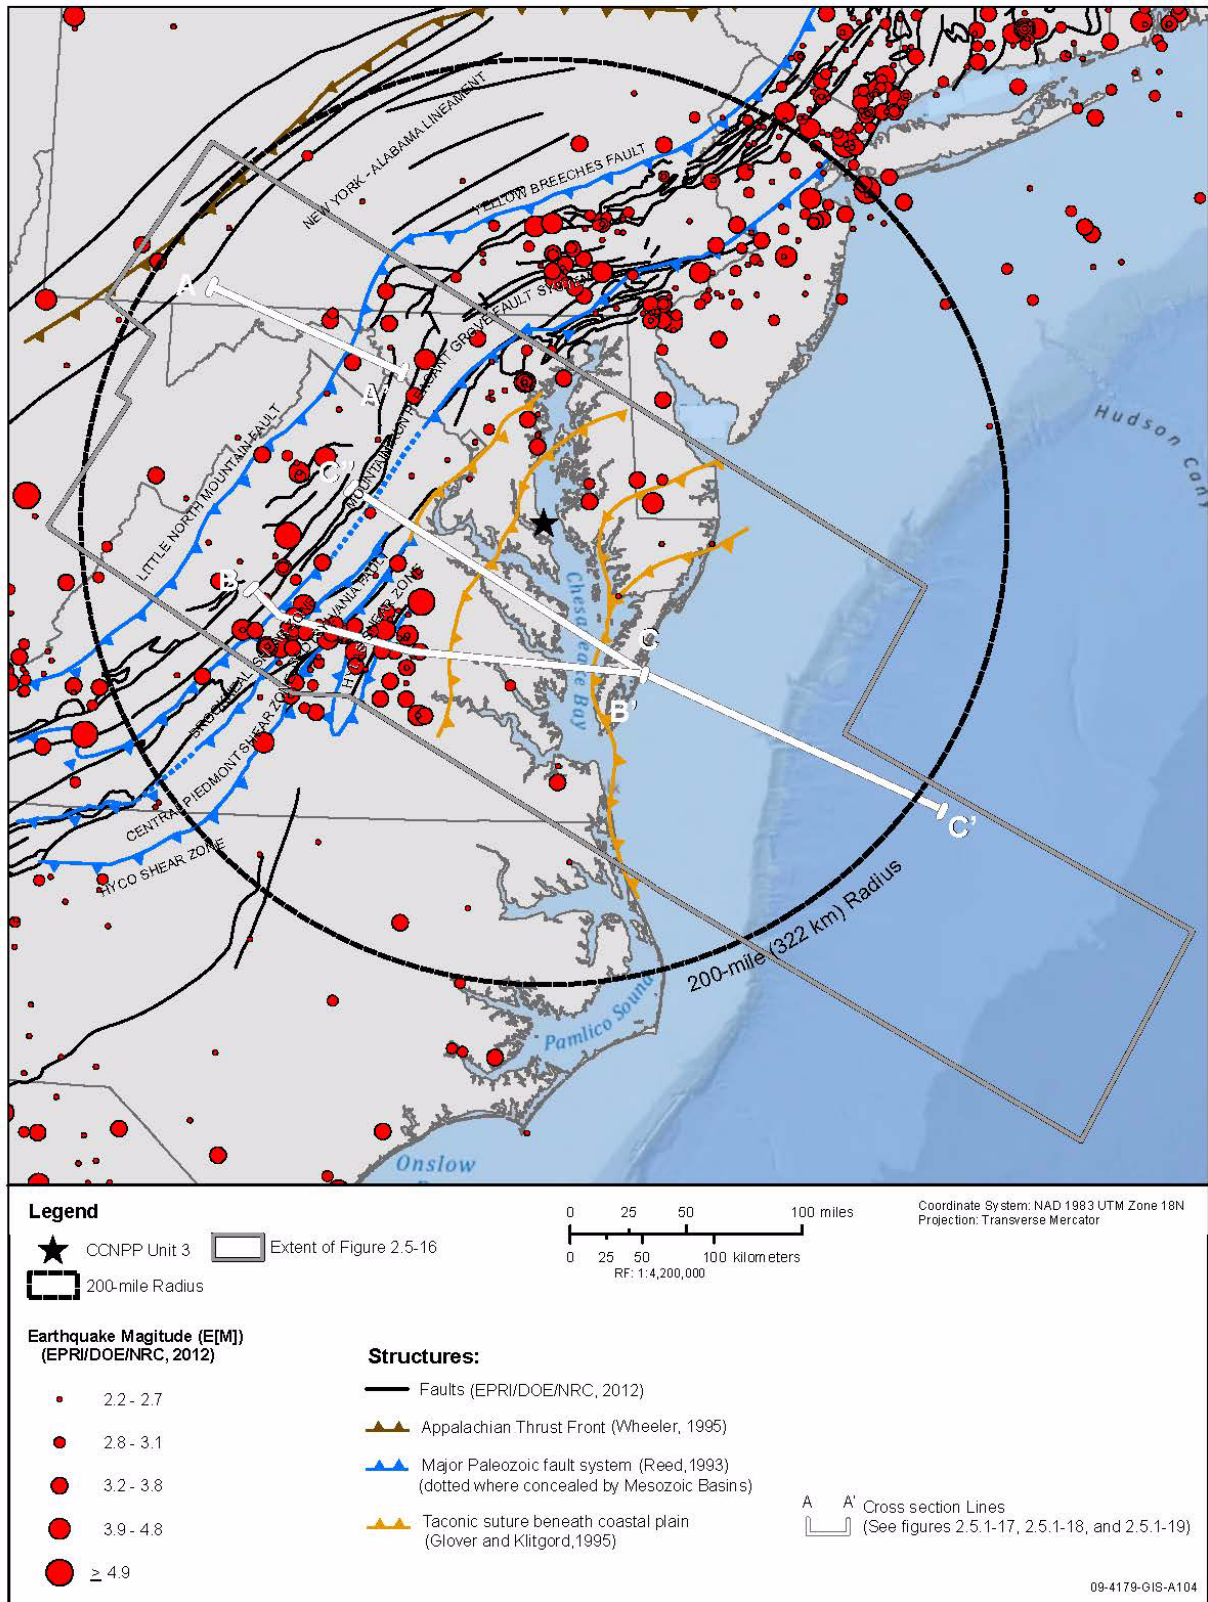 NEW YORK - ALABAMA LINEAMENT
YELLOW BREECHES FAULT
A
A'
PLEASANT GROVE FAULT SYSTEM
MOUNTAIN RUN
LITTLE NORTH MOUNTAIN FAULT
C"
Hudson
Cany
B
Chesapeake Bay
SHEAR ZONE
C
B'
BROOKNEAL SHEAR ZONE
CENTRAL PIEDMONT SHEAR ZONE
HYCO SHEAR ZONE
C'
200-mile (322 km) Radius
Pamlico Sound
Onslow
Legend
CCNPP Unit 3
Extent of Figure 2.5-16
200-mile Radius
0 25 50 100 miles
0 25 50 100 kilometers
RF: 1:4,200,000
Coordinate System: NAD 1983 UTM Zone 18N
Projection: Transverse Mercator
Earthquake Magitude (E[M])
(EPRI/DOE/NRC, 2012)
2.2 - 2.7
2.8 - 3.1
3.2 - 3.8
3.9 - 4.8
≥ 4.9
Structures:
Faults (EPRI/DOE/NRC, 2012)
Appalachian Thrust Front (Wheeler, 1995)
Major Paleozoic fault system (Reed,1993)
(dotted where concealed by Mesozoic Basins)
Taconic suture beneath coastal plain
(Glover and Klitgord,1995)
A A' Cross section Lines
(See figures 2.5.1-17, 2.5.1-18, and 2.5.1-19)
09-4179-GIS-A104